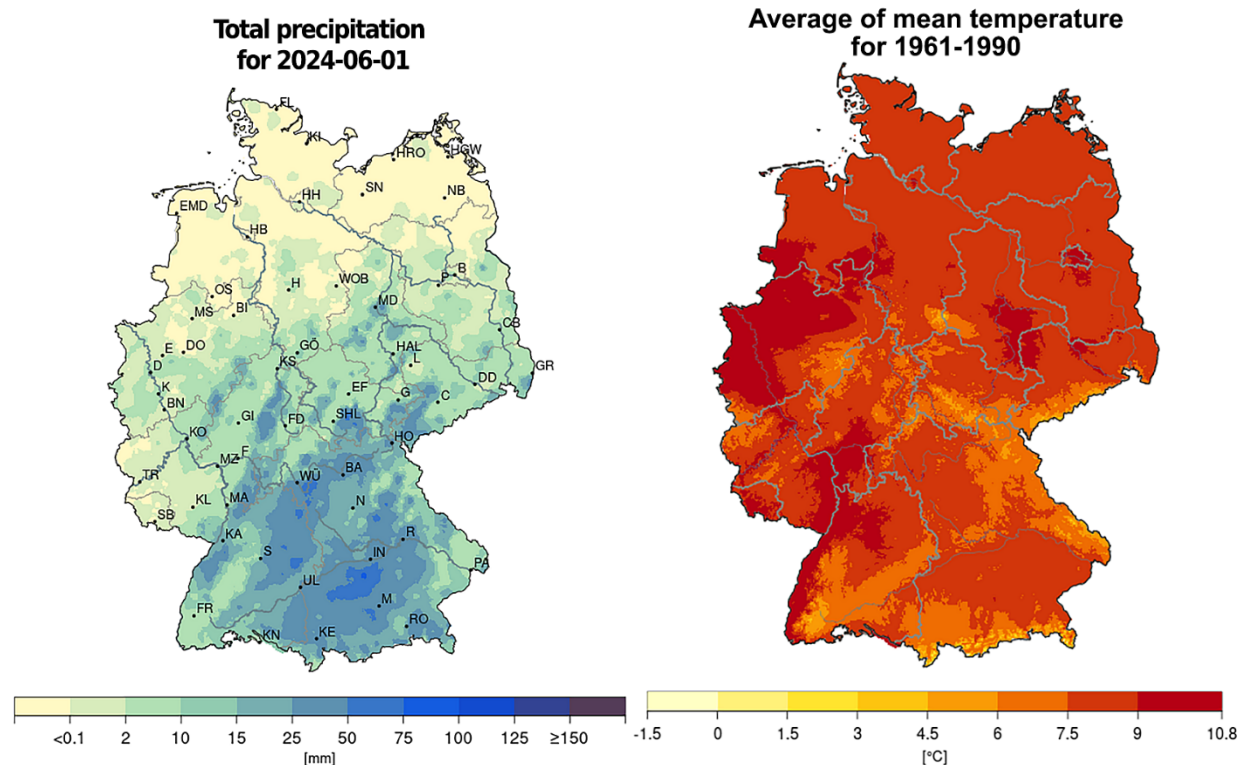 Total precipitation
for 2024-06-01
FL
KI
HRO
HGW
HH
SN
NB
EMD
HB
B
P
H
WOB
OS
MD
MS
BI
CB
E
DO
GÖ
HAL
D
KS
L
GR
K
EF
DD
BN
G
C
GI
FD
SHL
KO
HO
F
MZ
BA
TR
WÜ
KL
MA
N
SB
KA
R
S
IN
PA
UL
M
FR
RO
KN
KE
<0.1 2 10 15 25 50 75 100 125 ≥150
[mm]
Average of mean temperature
for 1961-1990
-1.5 0 1.5 3 4.5 6 7.5 9 10.8
[°C]